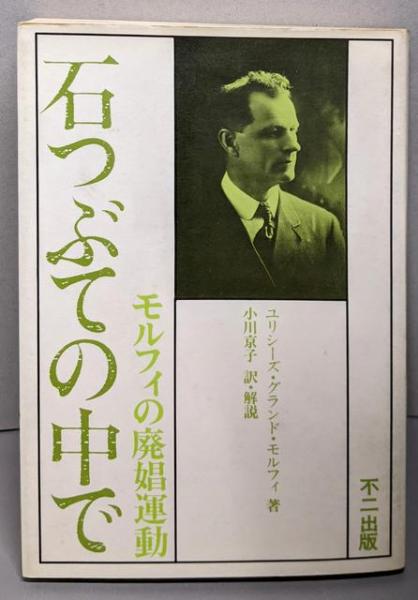 石つぶての中で
モルフィの廃娼運動
ユリシーズ・グランド・モルフィ 著
小川京子 訳・解説
不二出版